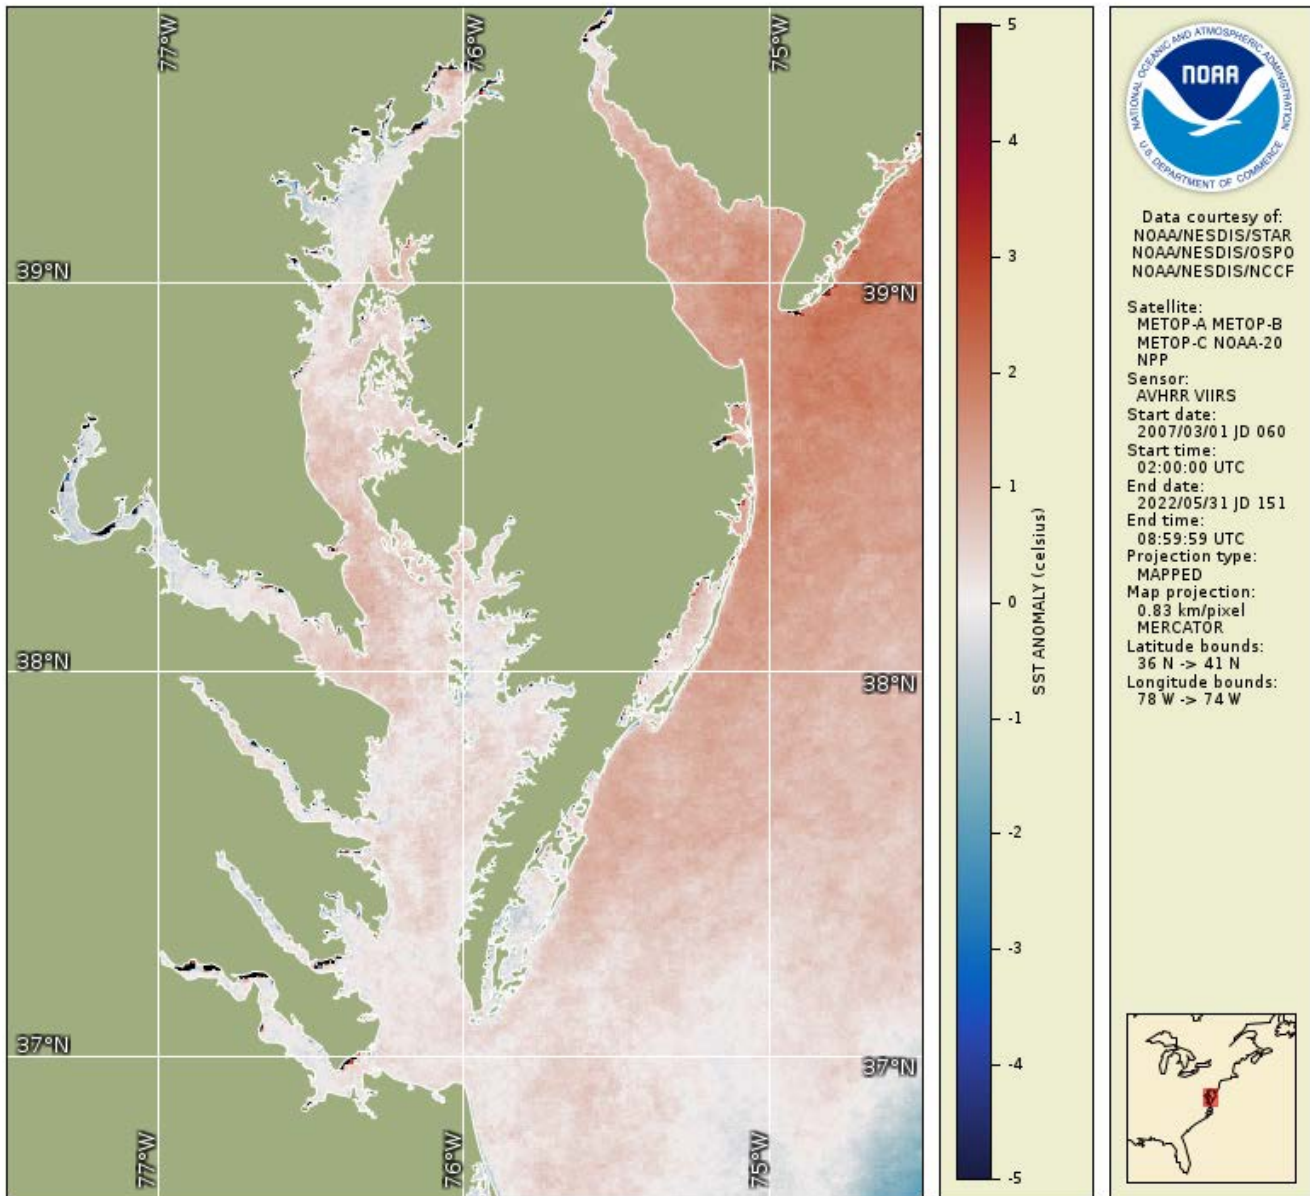 77°W
76°W
75°W
39°N
39°N
38°N
38°N
37°N
37°N
77°W
76°W
75°W
5
4
3
2
1
0
-1
-2
-3
-4
-5
SST ANOMALY (celsius)
NATIONAL OCEANIC AND ATMOSPHERIC ADMINISTRATION
NOAA
U.S. DEPARTMENT OF COMMERCE
Data courtesy of:
NOAA/NESDIS/STAR
NOAA/NESDIS/OSPO
NOAA/NESDIS/NCCF
Satellite:
METOP-A METOP-B
METOP-C NOAA-20
NPP
Sensor:
AVHRR VIIRS
Start date:
2007/03/01 JD 060
Start time:
02:00:00 UTC
End date:
2022/05/31 JD 151
End time:
08:59:59 UTC
Projection type:
MAPPED
Map projection:
0.83 km/pixel
MERCATOR
Latitude bounds:
36 N -> 41 N
Longitude bounds:
78 W -> 74 W